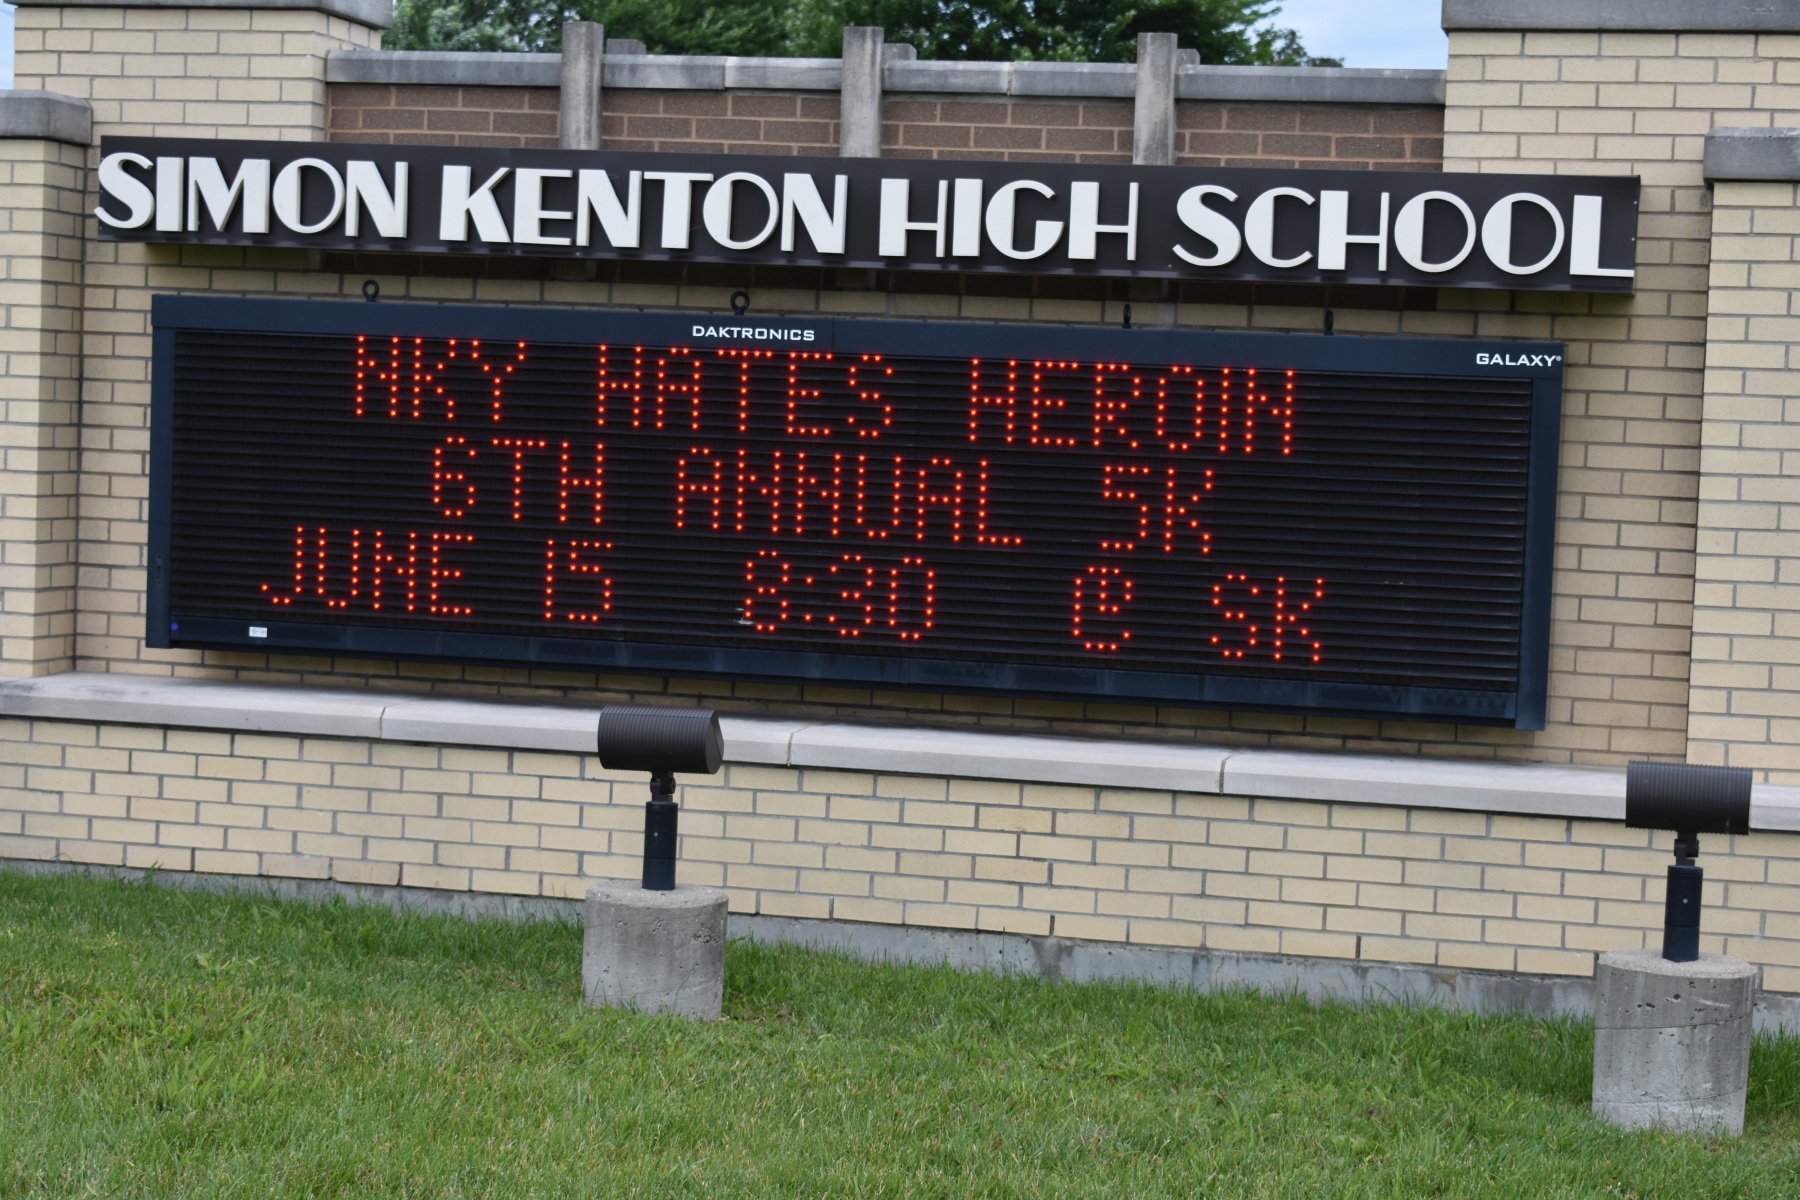 SIMON KENTON HIGH SCHOOL
DAKTRONICS
GALAXY®
NKY HATES HEROIN
6TH ANNUAL 5K
JUNE 15 8:30 @ SK